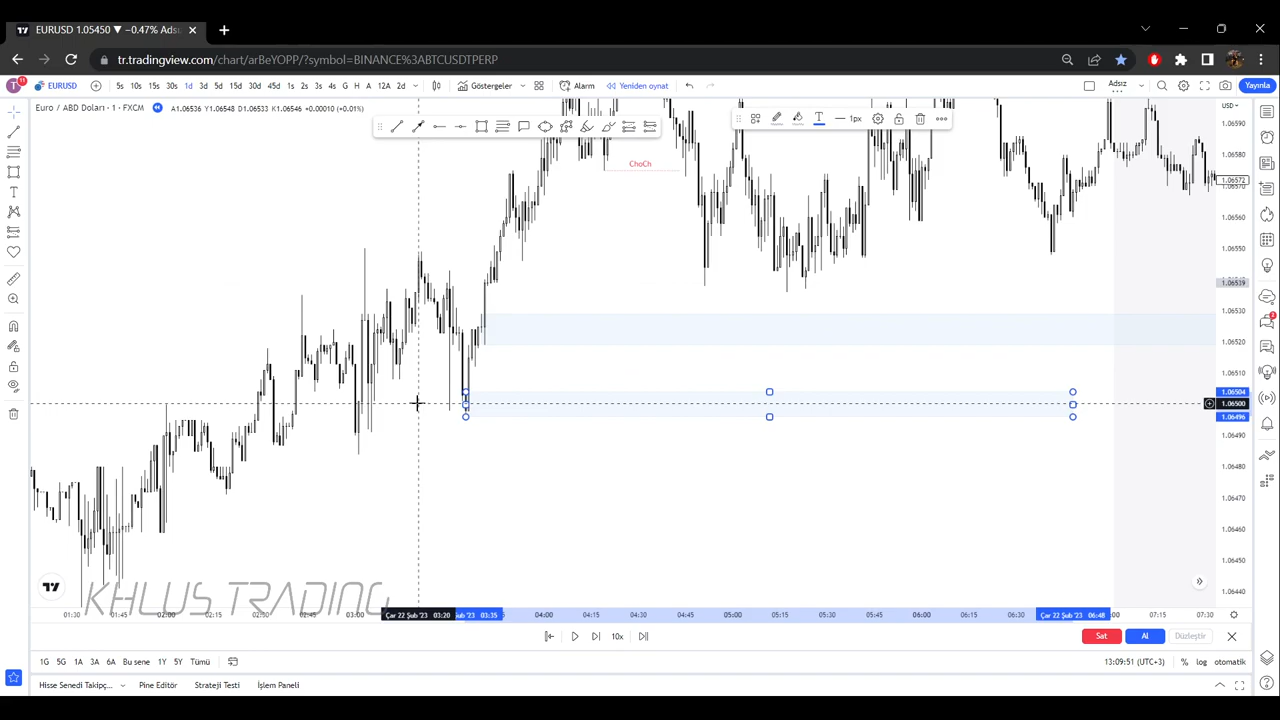 EURUSD 1.05450 ▼ −0.47% Adsı
tr.tradingview.com/chart/arBeYOPP/?symbol=BINANCE%3ABTCUSDTPERP
T 11 EURUSD 5s 10s 15s 30s 1d 3d 5d 15d 30d 45d 1s 2s 3s 4s G H A 12A 2d Göstergeler Alarm Yeniden oynat Adsız Yayınla
Euro / ABD Doları · 1 · FXCM A1.06536 Y1.06548 D1.06533 K1.06546 +0.00010 (+0.01%) USD
T 1px
1.06590
ChoCh
1.06580
1.06572
1.06570
1.06560
1.06550
1.06539
1.06530
1.06520
1.06510
1.06504
1.06500
1.06496
1.06490
1.06480
1.06470
1.06460
1.06450
1.06440
KHLUS TRADING
01:30 01:45 02:00 02:30 02:45 03:00 Çar 22 Şub '23 03:20 Şub '23 03:35 04:00 04:15 04:30 04:45 05:00 05:15 05:30 05:45 06:00 06:15 06:30 Çar 22 Şub '23 06:48 07:15 07:30
10x Sat Al Düzleştir
1G 5G 1A 3A 6A Bu sene 1Y 5Y Tümü 13:09:51 (UTC+3) % log otomatik
Hisse Senedi Takipç... Pine Editör Strateji Testi İşlem Paneli